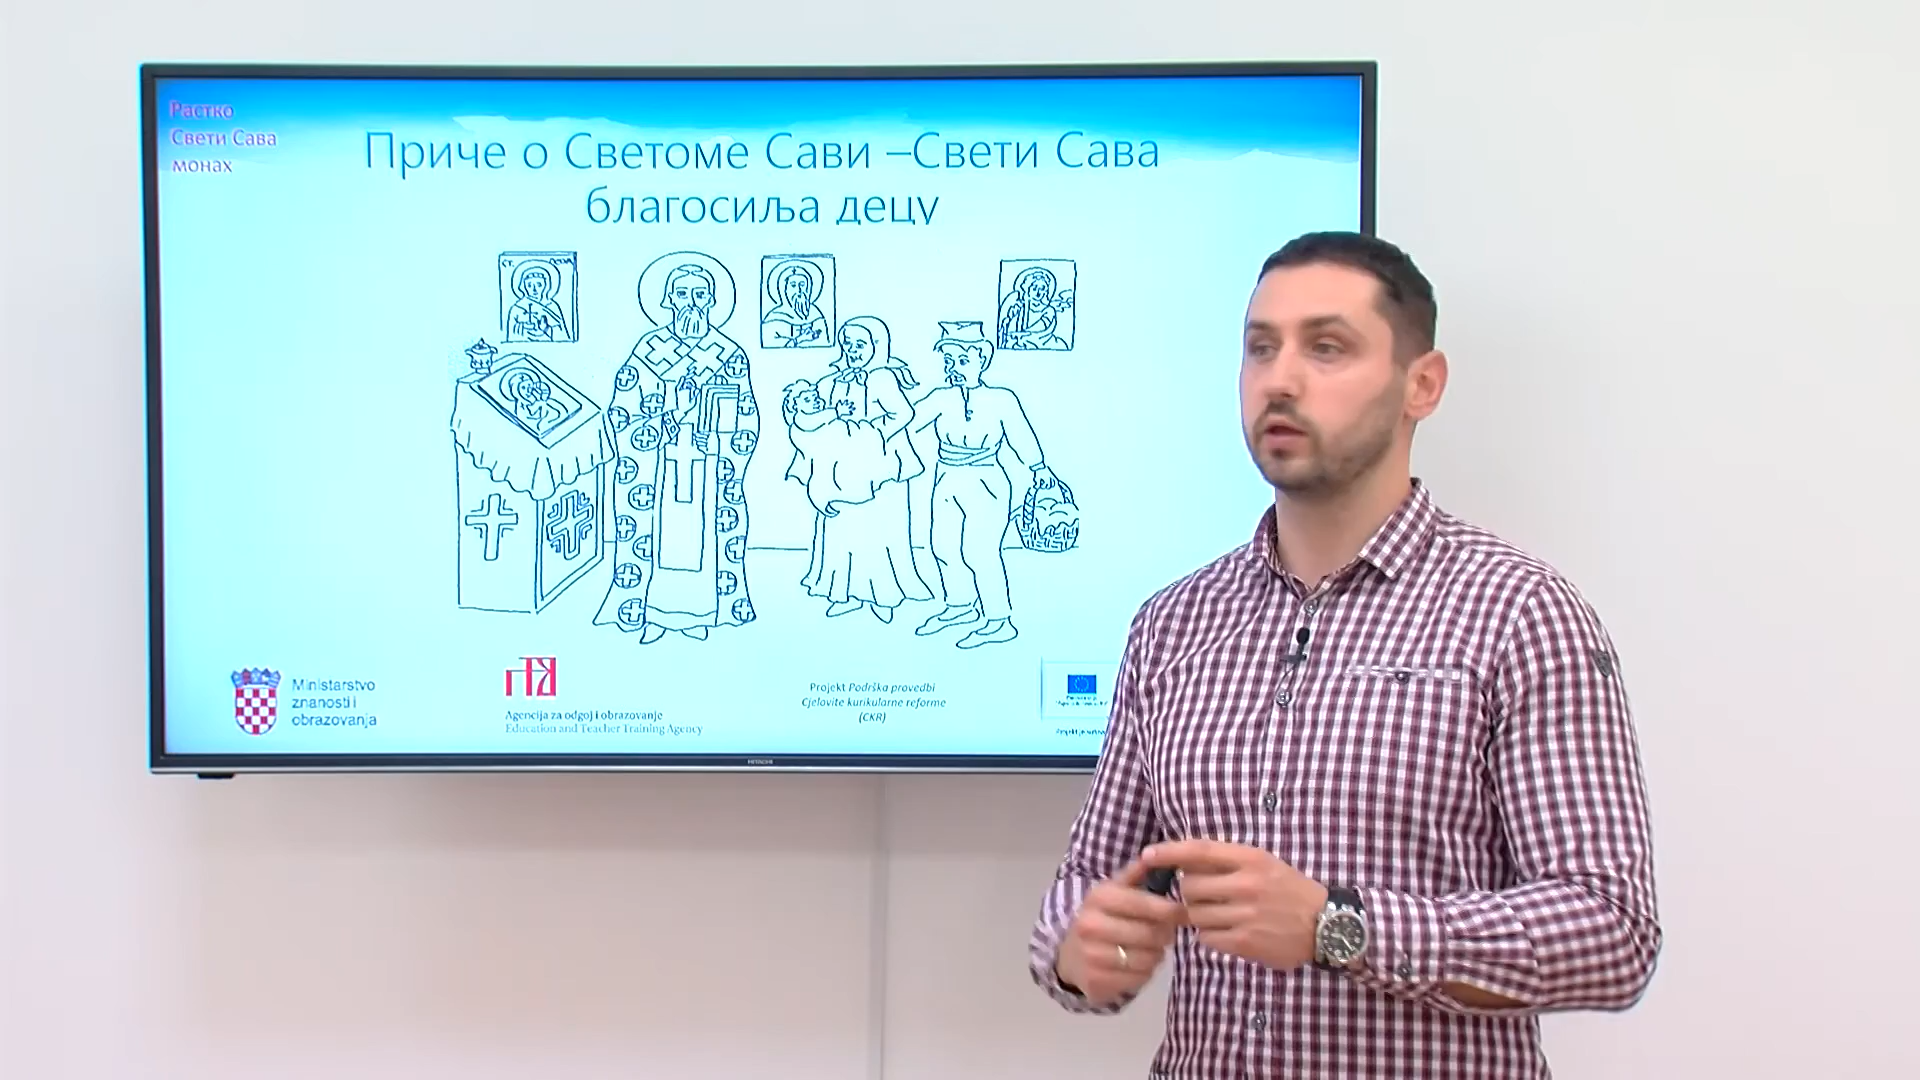 Растко
Свети Сава
монах
Приче о Светоме Сави –Свети Сава
благосиља децу
Ministarstvo
znanosti i
obrazovanja
Agencija za odgoj i obrazovanje
Education and Teacher Training Agency
Projekt Podrška provedbi
Cjelovite kurikularne reforme
(CKR)
HITACHI